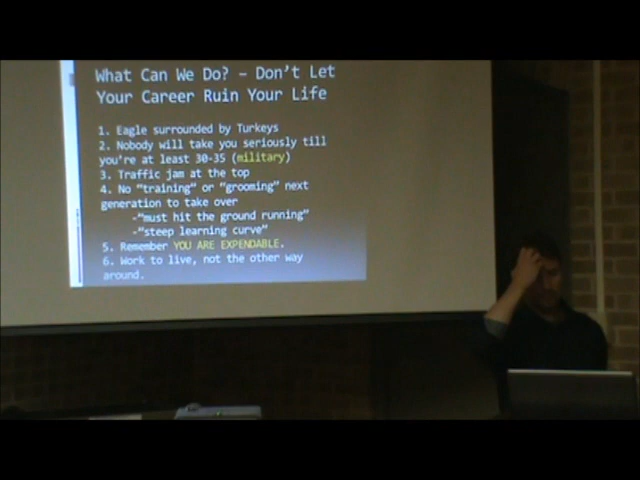 What Can We Do? – Don't Let
Your Career Ruin Your Life
1. Eagle surrounded by Turkeys
2. Nobody will take you seriously till
you're at least 30-35 (military)
3. Traffic jam at the top
4. No “training” or “grooming” next
generation to take over
-“must hit the ground running”
-“steep learning curve”
5. Remember YOU ARE EXPENDABLE.
6. Work to live, not the other way
around.